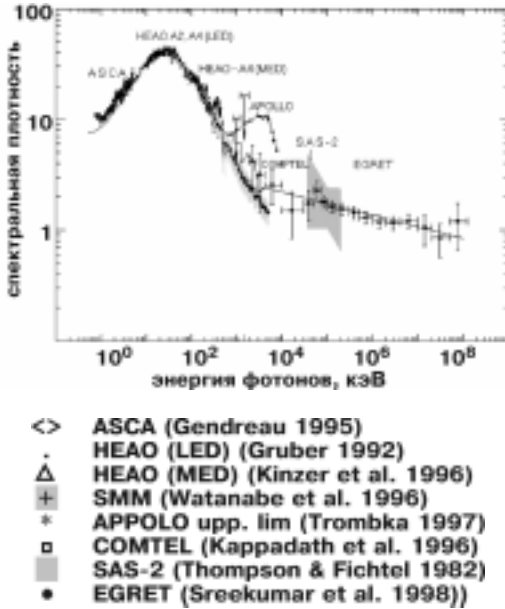 100
HEAO A2, A4 (LED)
ASCA
HEAO-A4 (MED)
спектральная плотность
10
APOLLO
SAS-2
COMTEL
EGRET
1
10^0 10^2 10^4 10^6 10^8
энергия фотонов, кэВ
<> ASCA (Gendreau 1995)
. HEAO (LED) (Gruber 1992)
△ HEAO (MED) (Kinzer et al. 1996)
+ SMM (Watanabe et al. 1996)
* APPOLO upp. lim (Trombka 1997)
□ COMTEL (Kappadath et al. 1996)
SAS-2 (Thompson & Fichtel 1982)
● EGRET (Sreekumar et al. 1998))